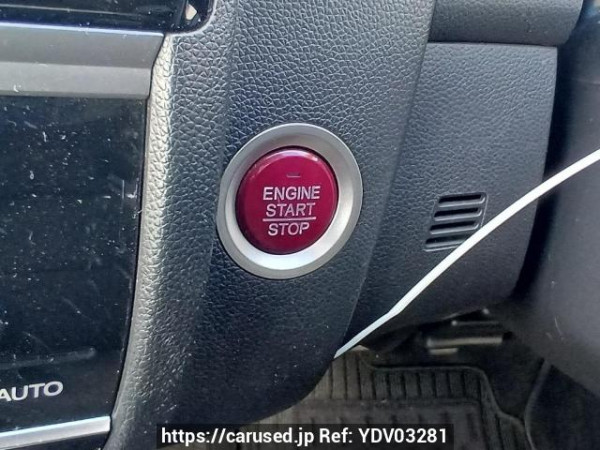 ENGINE
START
STOP
AUTO
https://carused.jp Ref: YDV03281